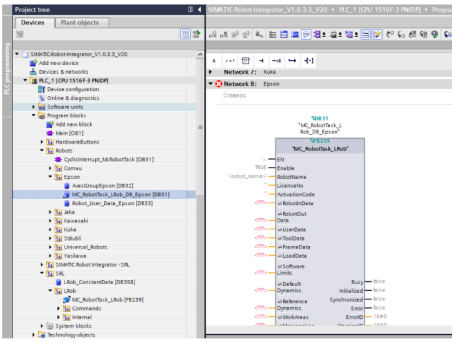 Project tree
Devices
Plant objects
PLC programming
SIMATIC-Robot-Integrator_V1.0.3.3_V20
Add new device
Devices & networks
PLC_1 [CPU 1516F-3 PN/DP]
Device configuration
Online & diagnostics
Software units
Program blocks
Add new block
Main [OB1]
HardwareButtons
Robots
CyclicInterrupt_McRobotTask [OB31]
Comau
Epson
AxesGroupEpson [DB32]
MC_RobotTask_LRob_DB_Epson [DB31]
Robot_User_Data_Epson [DB33]
Jaka
Kawasaki
Kuka
Stäubli
Universal_Robots
Yaskawa
SIMATIC Robot Integrator - SRL
SRL
LRob_ConstantData [DB358]
LRob
MC_RobotTask_LRob [FB239]
Commands
Internal
System blocks
Technology objects
SIMATIC-Robot-Integrator_V1.0.3.3_V20 ▸ PLC_1 [CPU 1516F-3 PN/DP] ▸ Progra
Network 7: Kuka
Network 8: Epson
Comment
%DB31
"MC_RobotTask_L
Rob_DB_Epson"
%FB239
"MC_RobotTask_LRob"
... EN
TRUE Enable
"<robot_name>" RobotName
... LicenseNo
... ActivationCode
<???> RobotInData
RobotOut
<???> Data
<???> UserData
<???> ToolData
<???> FrameData
<???> LoadData
Software
<???> Limits
Default Busy false
<???> Dynamics Initialized false
Reference Synchronized false
<???> Dynamics Error false
<???> WorkAreas ErrorID 16#0